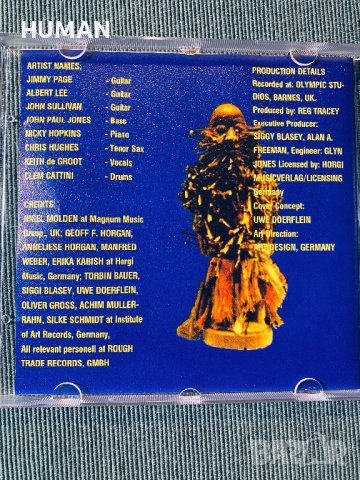 HUMAN
ARTIST NAMES:
JIMMY PAGE - Guitar
ALBERT LEE - Guitar
JOHN SULLIVAN - Guitar
JOHN PAUL JONES - Bass
NICKY HOPKINS - Piano
CHRIS HUGHES - Tenor Sax
KEITH de GROOT - Vocals
CLEM CATTINI - Drums
CREDITS:
NIGEL MOLDEN at Magnum Music
Group, UK; GEOFF F. HORGAN,
ANNELIESE HORGAN, MANFRED
WEBER, ERIKA KABISH at Horgi
Music, Germany; TORBIN BAUER,
SIGGI BLASEY, UWE DOERFLEIN,
OLIVER GROSS, ACHIM MULLER-
RAHN, SILKE SCHMIDT at Institute
of Art Records, Germany,
All relevant personell at ROUGH
TRADE RECORDS, GMBH
PRODUCTION DETAILS
Recorded at: OLYMPIC STU-
DIOS, BARNES, UK.
Produced by: REG TRACEY
Executive Producer:
SIGGY BLASEY, ALAN A.
FREEMAN, Engineer: GLYN
JONES Licensed by: HORGI
MUSICVERLAG/LICENSING
Germany
Cover Concept:
UWE DOERFLEIN
Art Direction:
ART DESIGN, GERMANY
BAZAR